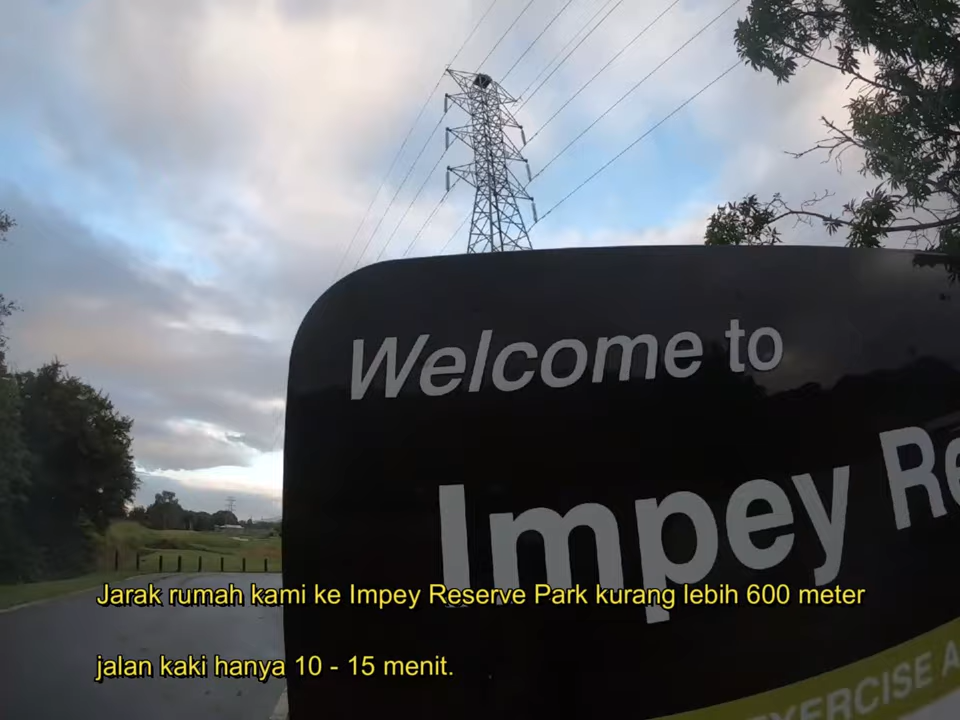 Welcome to
Impey Re
Jarak rumah kami ke Impey Reserve Park kurang lebih 600 meter
jalan kaki hanya 10 - 15 menit.
EXERCISE A